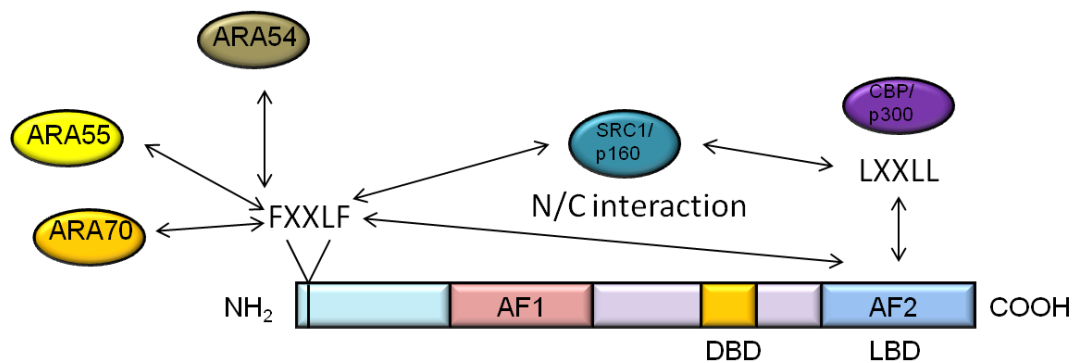 ARA54
CBP/
p300
ARA55
SRC1/
p160
LXXLL
N/C interaction
FXXLF
ARA70
NH2
AF1
AF2
COOH
DBD
LBD